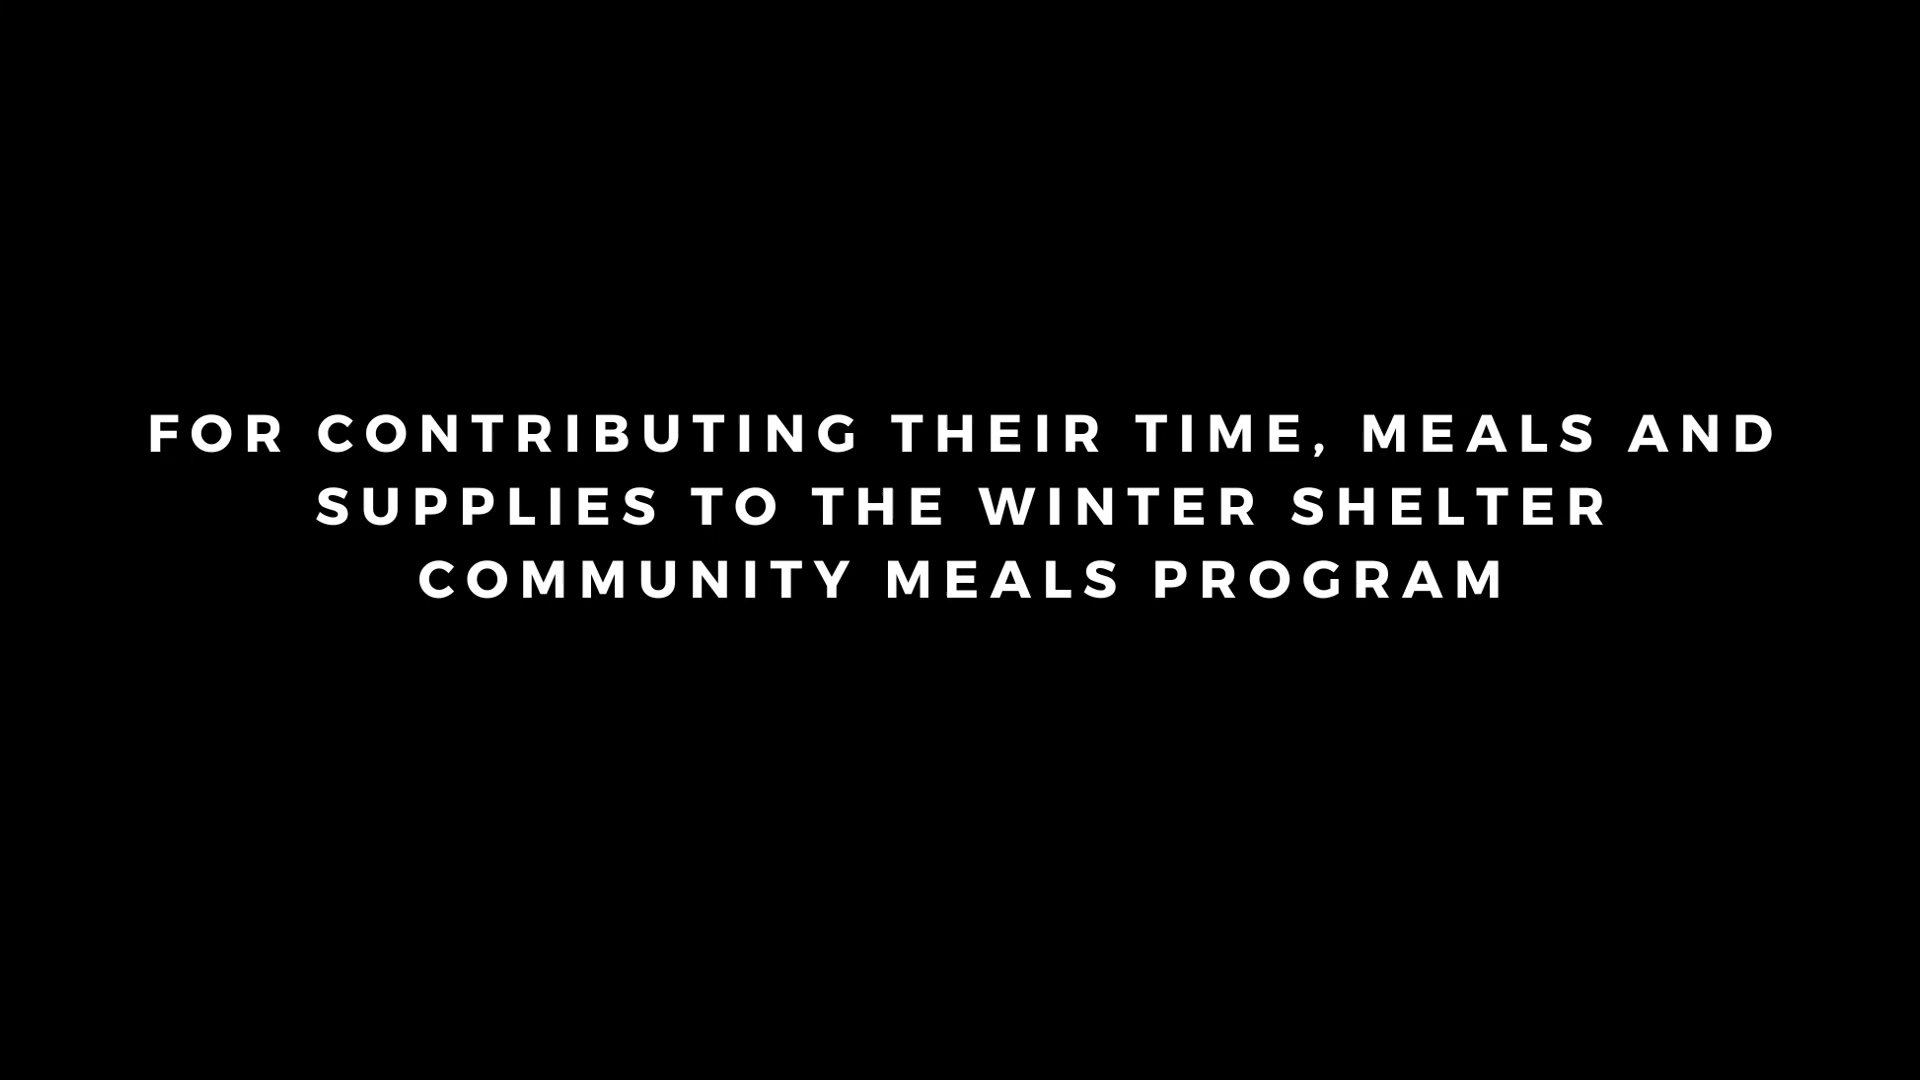 FOR CONTRIBUTING THEIR TIME, MEALS AND
SUPPLIES TO THE WINTER SHELTER
COMMUNITY MEALS PROGRAM